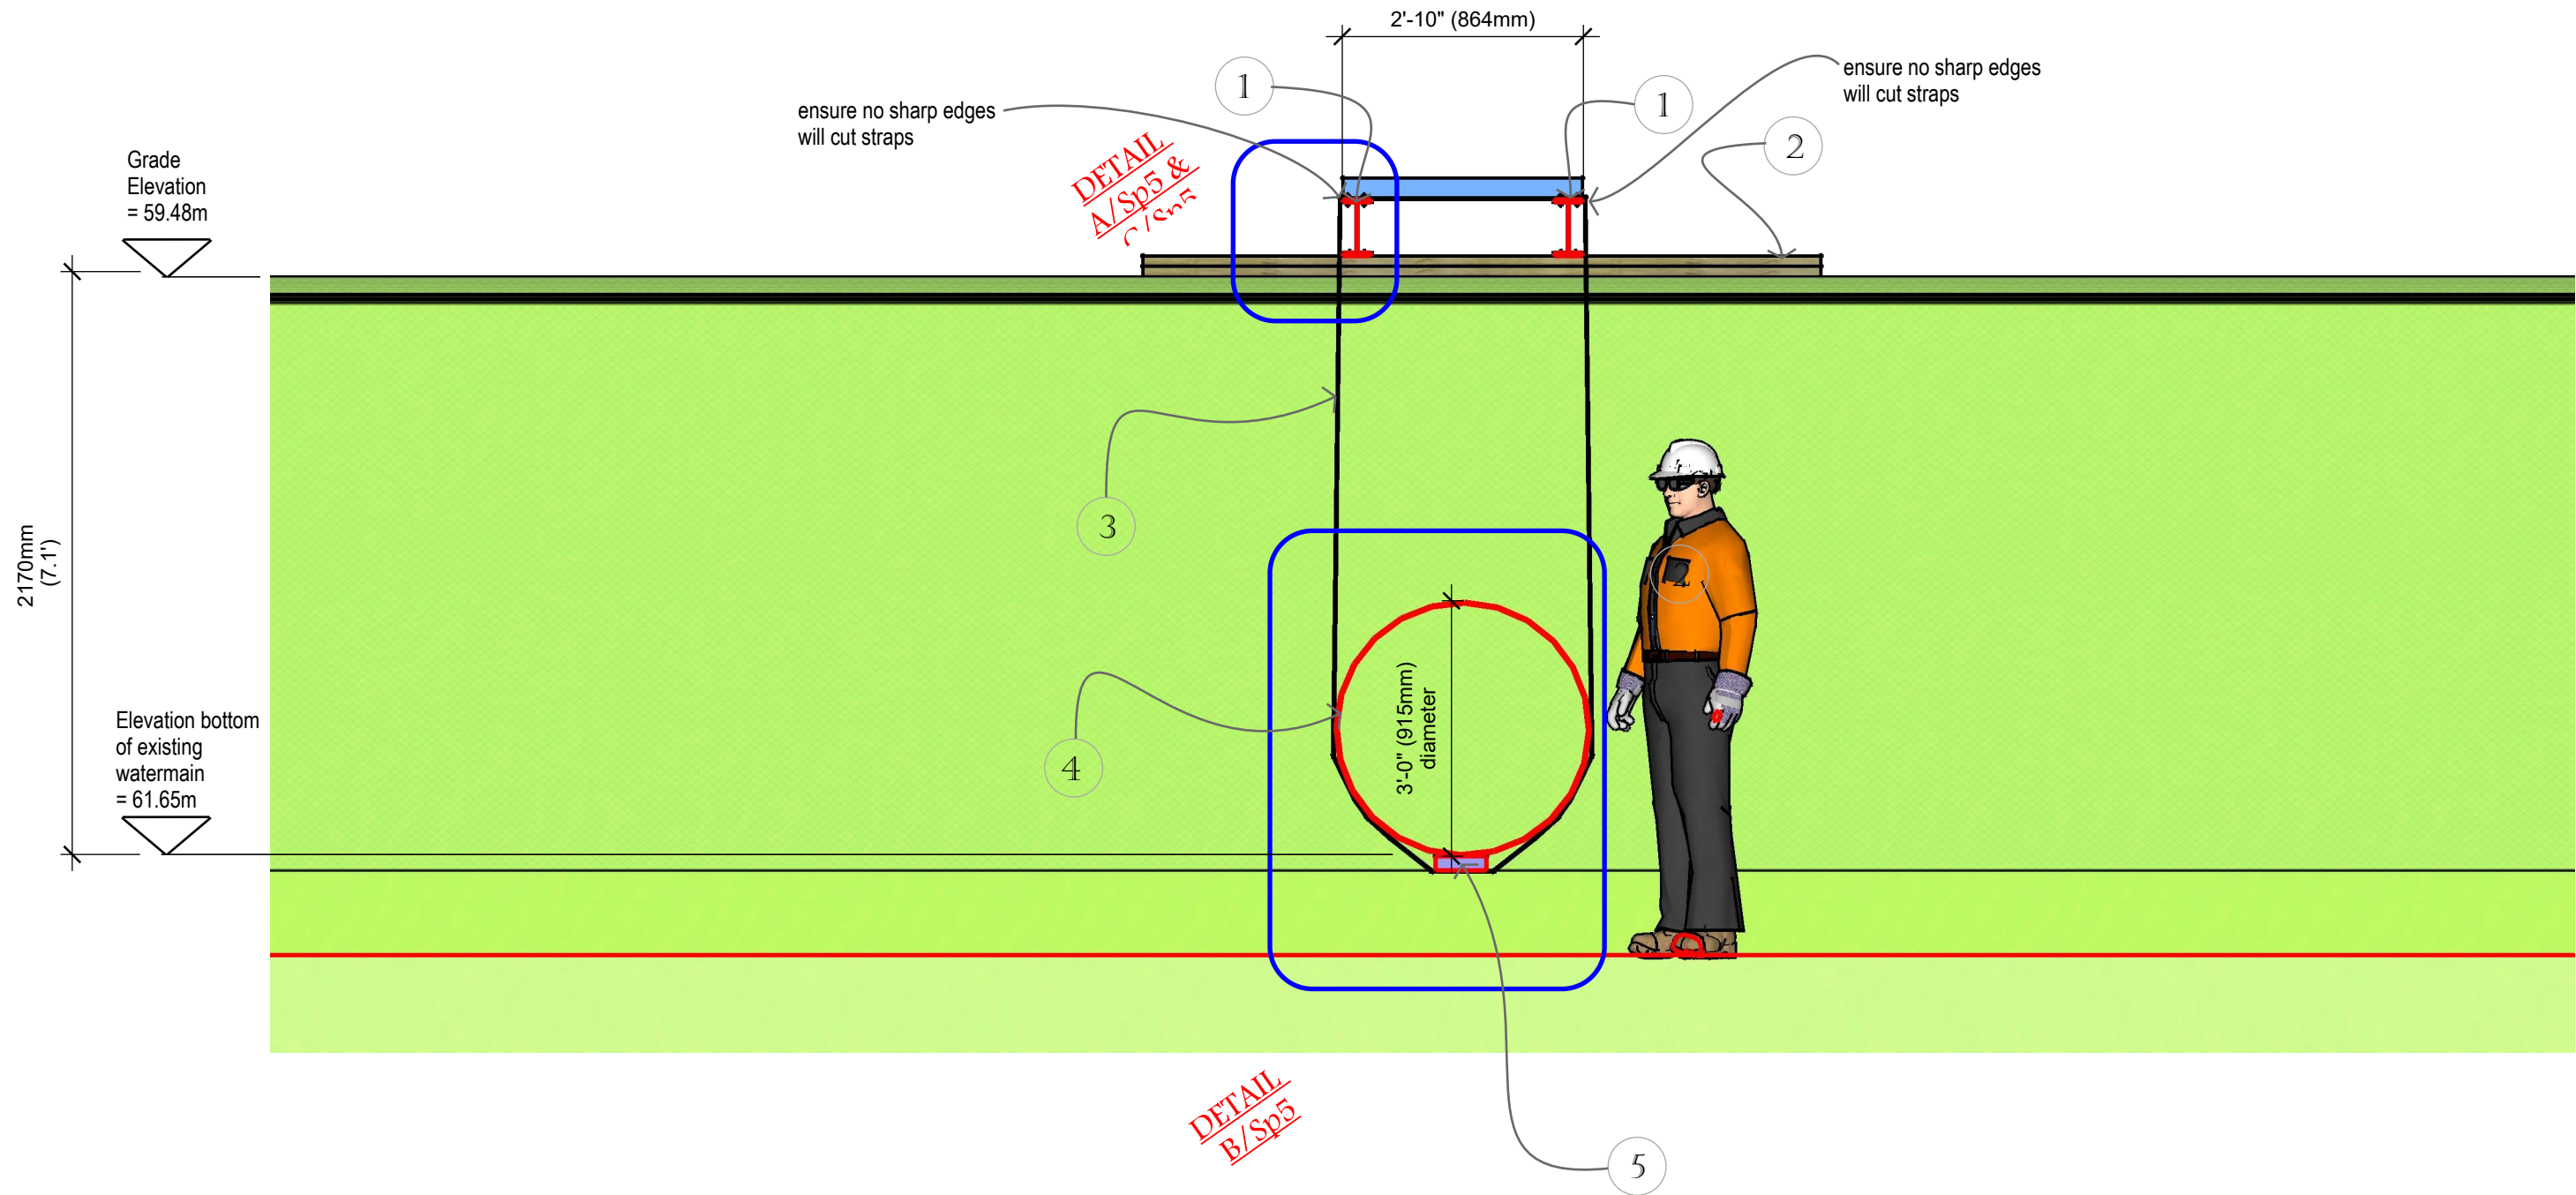 2'-10" (864mm)
ensure no sharp edges
will cut straps
1
1
ensure no sharp edges
will cut straps
2
DETAIL
A/Sp5 &
C/Sp5
Grade
Elevation
= 59.48m
2170mm
(7.1')
3
2
3'-0" (915mm)
diameter
4
Elevation bottom
of existing
watermain
= 61.65m
DETAIL
B/Sp5
5